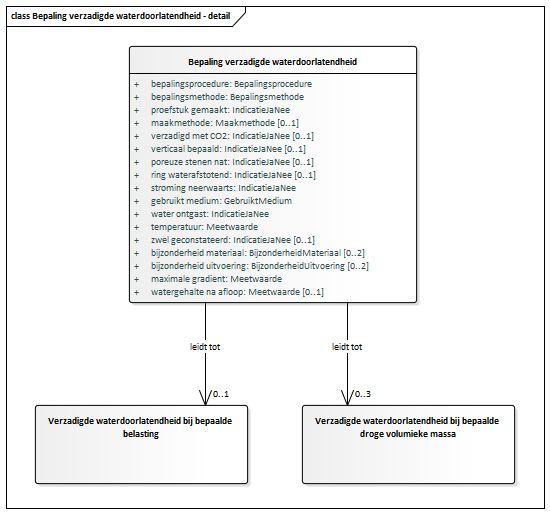 class Bepaling verzadigde waterdoorlatendheid - detail
Bepaling verzadigde waterdoorlatendheid
+ bepalingsprocedure: Bepalingsprocedure
+ bepalingsmethode: Bepalingsmethode
+ proefstuk gemaakt: IndicatieJaNee
+ maakmethode: Maakmethode [0..1]
+ verzadigd met CO2: IndicatieJaNee [0..1]
+ verticaal bepaald: IndicatieJaNee [0..1]
+ poreuze stenen nat: IndicatieJaNee [0..1]
+ ring waterafstotend: IndicatieJaNee [0..1]
+ stroming neerwaarts: IndicatieJaNee
+ gebruikt medium: GebruiktMedium
+ water ontgast: IndicatieJaNee
+ temperatuur: Meetwaarde
+ zwel geconstateerd: IndicatieJaNee [0..1]
+ bijzonderheid materiaal: BijzonderheidMateriaal [0..2]
+ bijzonderheid uitvoering: BijzonderheidUitvoering [0..2]
+ maximale gradient: Meetwaarde
+ watergehalte na afloop: Meetwaarde [0..1]
leidt tot leidt tot
0..1 0..3
Verzadigde waterdoorlatendheid bij bepaalde
belasting
Verzadigde waterdoorlatendheid bij bepaalde
droge volumieke massa